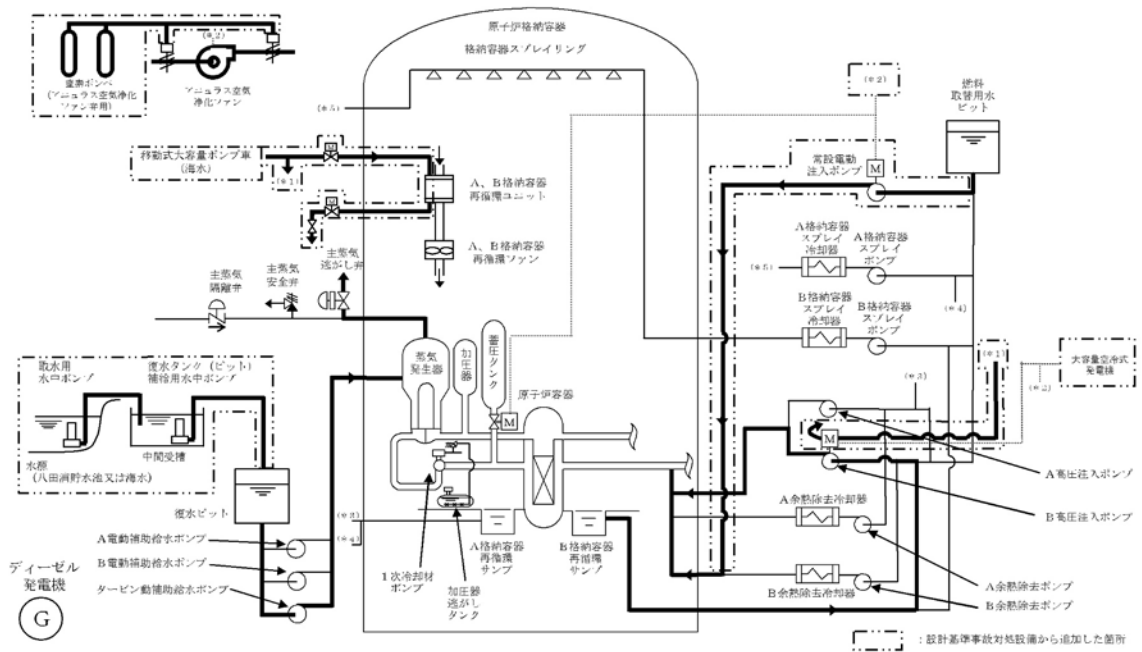 原子炉格納容器
格納容器スプレイリング
(*2)
窒素ボンベ
(アニュラス空気浄化
ファン弁用)
アニュラス空気
浄化ファン
(*5)
(*2)
燃料
取替用水
ピット
M
移動式大容量ポンプ車
(海水)
(*1)
M
A、B格納容器
再循環ユニット
A、B格納容器
再循環ファン
常設電動
注入ポンプ
M
A格納容器
スプレイ
冷却器
A格納容器
スプレイ
ポンプ
(*5)
(*4)
B格納容器
スプレイ
冷却器
B格納容器
スプレイ
ポンプ
主蒸気
隔離弁
主蒸気
安全弁
主蒸気
逃がし弁
蒸気
発生器
加圧器
蓄圧タンク
原子炉容器
M
(*1)
(*2)
大容量空冷式
発電機
(*3)
M
取水用
水中ポンプ
復水タンク(ピット)
補給用水中ポンプ
水源
(八田浦貯水池又は海水)
中間受槽
復水ピット
A高圧注入ポンプ
B高圧注入ポンプ
(*3)
(*4)
A電動補助給水ポンプ
B電動補助給水ポンプ
タービン動補助給水ポンプ
1次冷却材
ポンプ
加圧器
逃がし
タンク
A格納容器
再循環
サンプ
B格納容器
再循環
サンプ
A余熱除去冷却器
B余熱除去冷却器
A余熱除去ポンプ
B余熱除去ポンプ
ディーゼル
発電機
G
:設計基準事故対処設備から追加した箇所